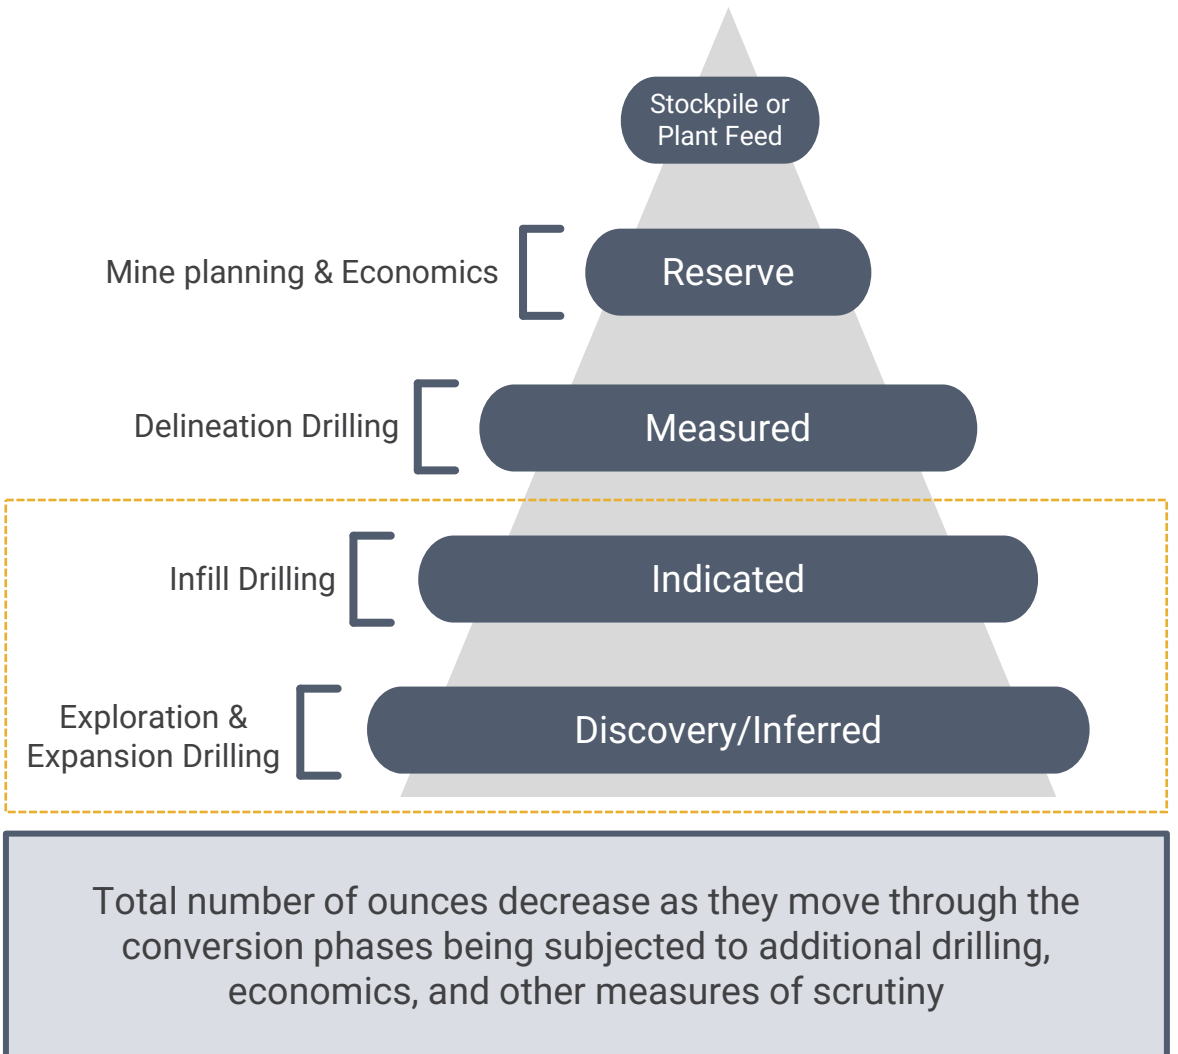 Stockpile or
Plant Feed
Mine planning & Economics
Reserve
Delineation Drilling
Measured
Infill Drilling
Indicated
Exploration &
Expansion Drilling
Discovery/Inferred
Total number of ounces decrease as they move through the
conversion phases being subjected to additional drilling,
economics, and other measures of scrutiny